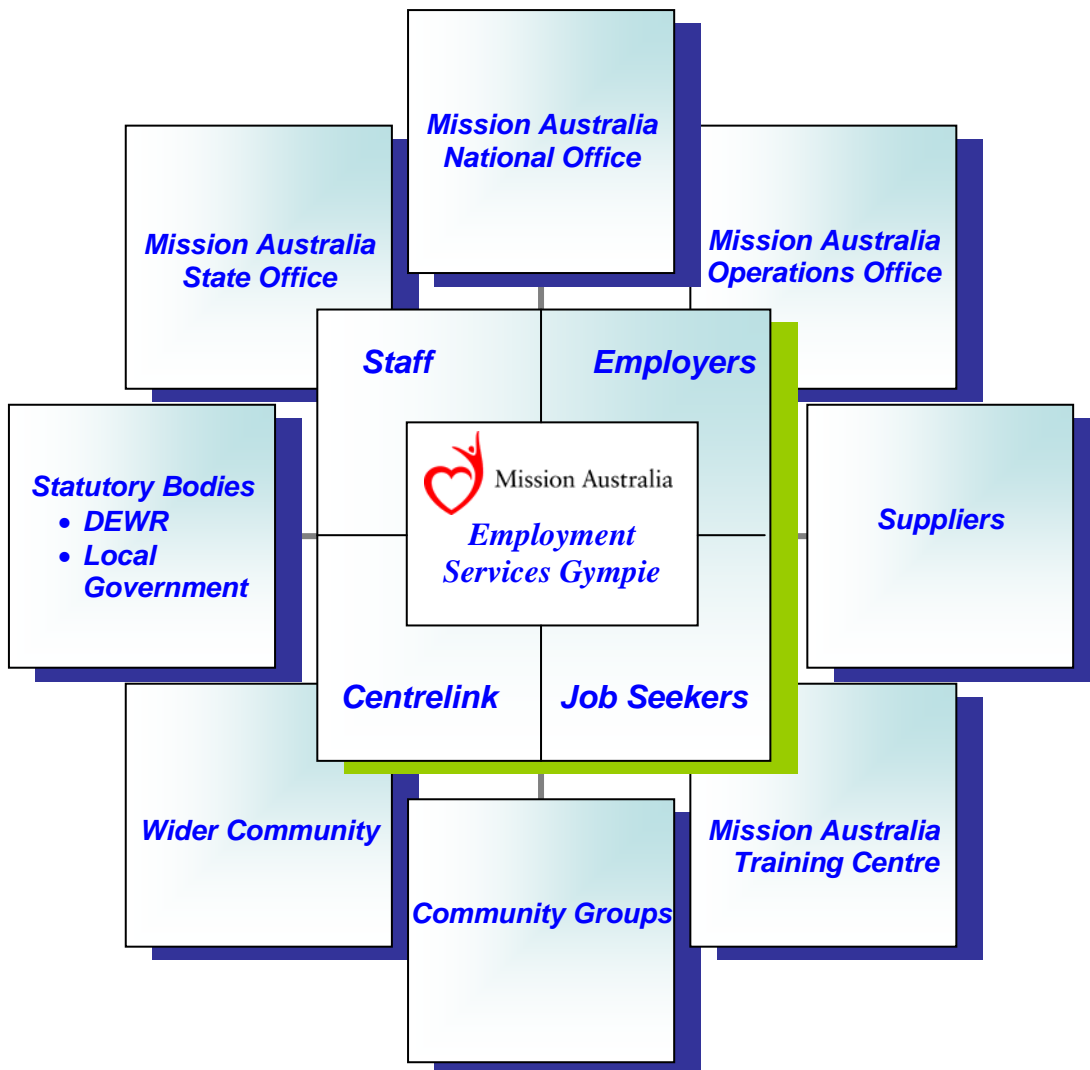 Mission Australia
National Office
Mission Australia
State Office
Mission Australia
Operations Office
Staff
Employers
Mission Australia
Employment
Services Gympie
Statutory Bodies
• DEWR
• Local
Government
Suppliers
Centrelink
Job Seekers
Wider Community
Mission Australia
Training Centre
Community Groups